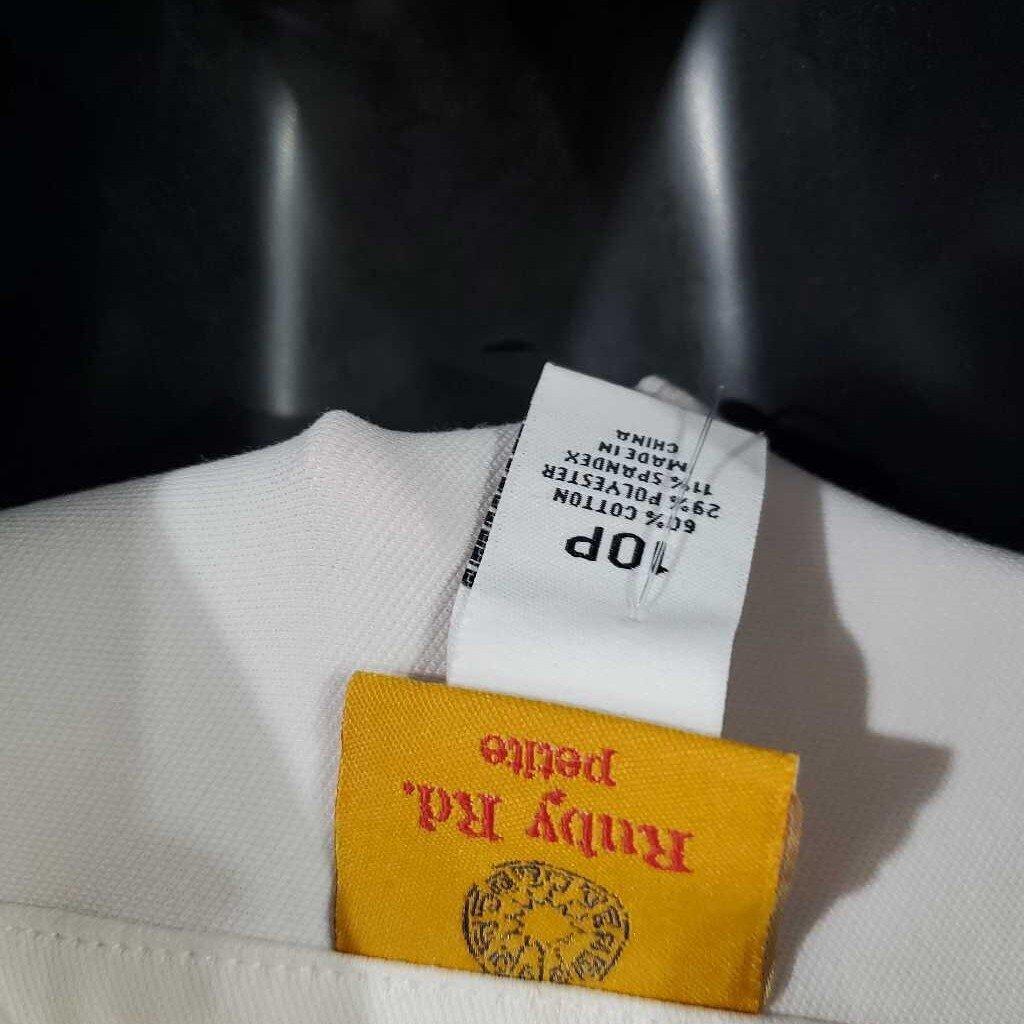 Ruby Rd.
petite
10P
60% COTTON
29% POLYESTER
11% SPANDEX
MADE IN
CHINA